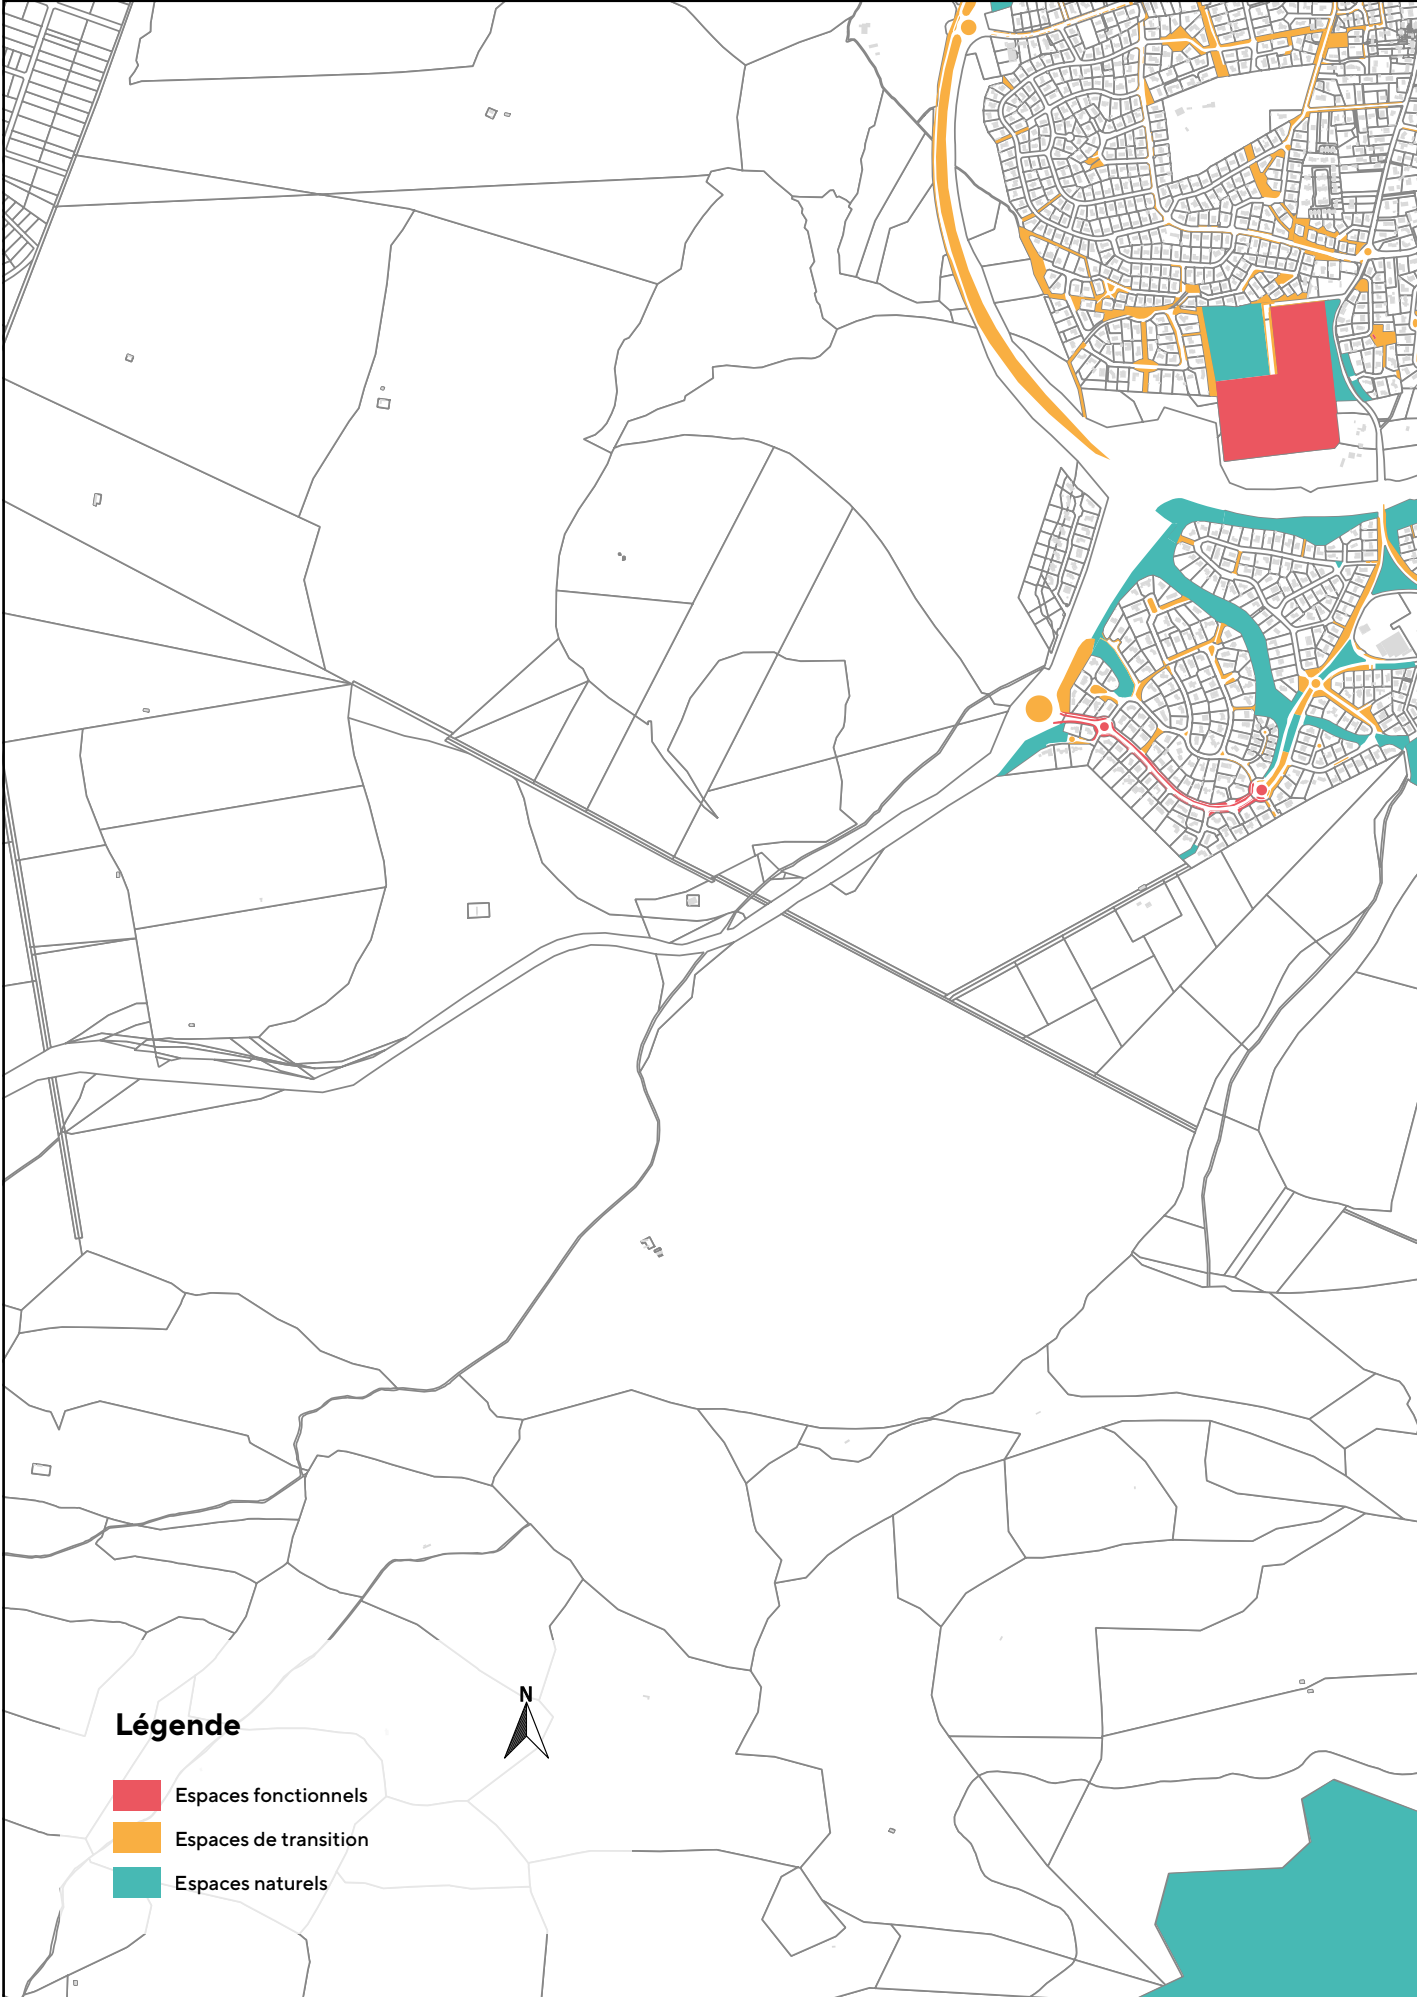 N
Légende
Espaces fonctionnels
Espaces de transition
Espaces naturels